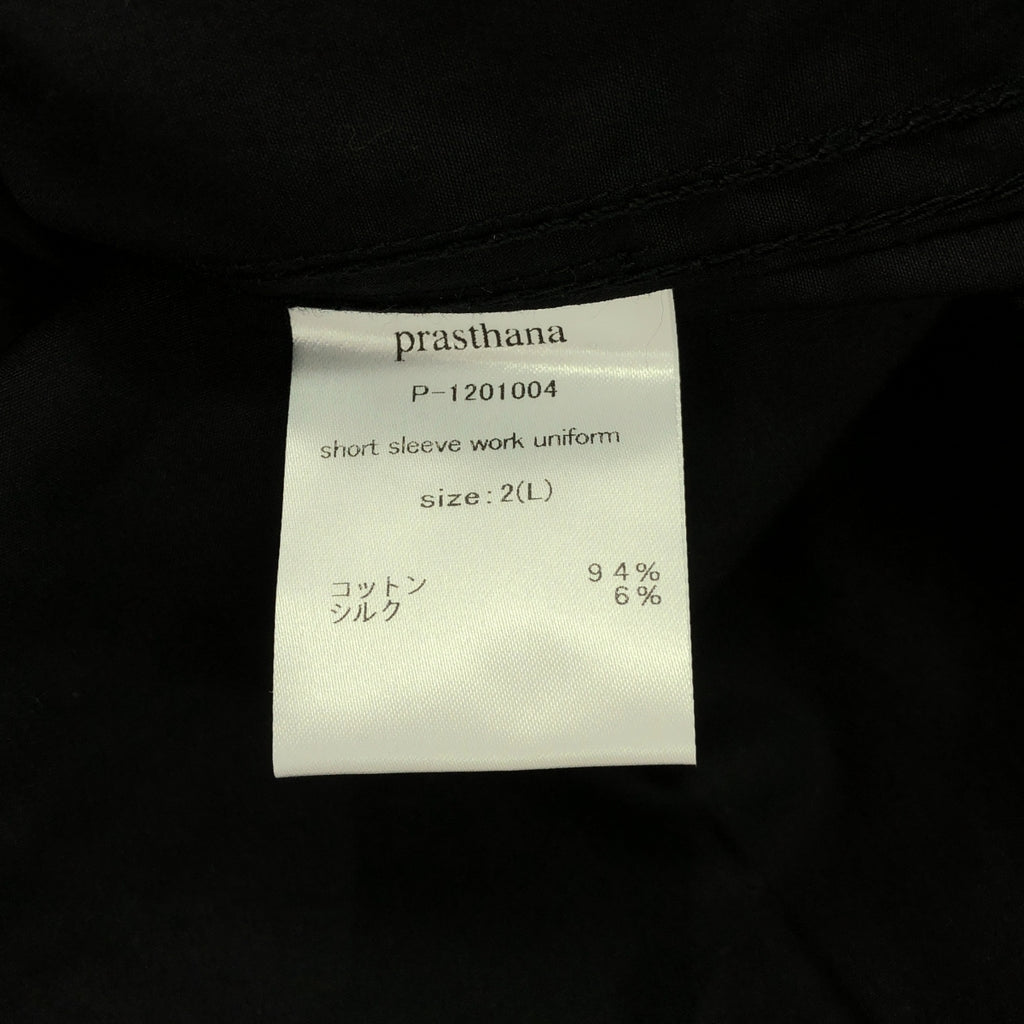 prasthana
P-1201004
short sleeve work uniform
size:2(L)
コットン 94%
シルク 6%